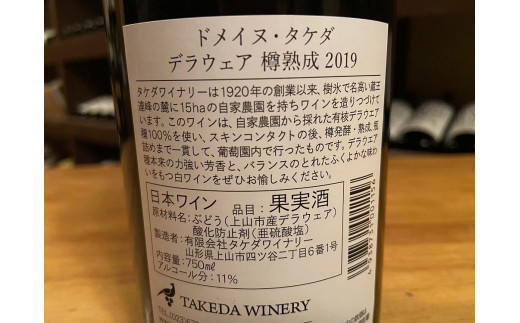 ドメイヌ・タケダ
デラウェア 樽熟成 2019
タケダワイナリーは1920年の創業以来、樹氷で名高い蔵王
連峰の麓に15haの自家農園を持ちワインを造りつづけて
います。このワインは、自家農園から採れた有核デラウェア
種100%を使い、スキンコンタクトの後、樽発酵・熟成、瓶
詰めまで一貫して、葡萄園内で行ったものです。デラウェア
種本来の力強い芳香と、バランスのとれたふくよかな味わ
いをもつ白ワインをぜひお愉しみください。
日本ワイン 品目：果実酒
原材料名：ぶどう（上山市産デラウェア）
酸化防止剤（亜硫酸塩）
製造者：有限会社タケダワイナリー
山形県上山市四ツ谷二丁目6番1号
内容量：750mℓ
アルコール分：11%
TAKEDA WINERY